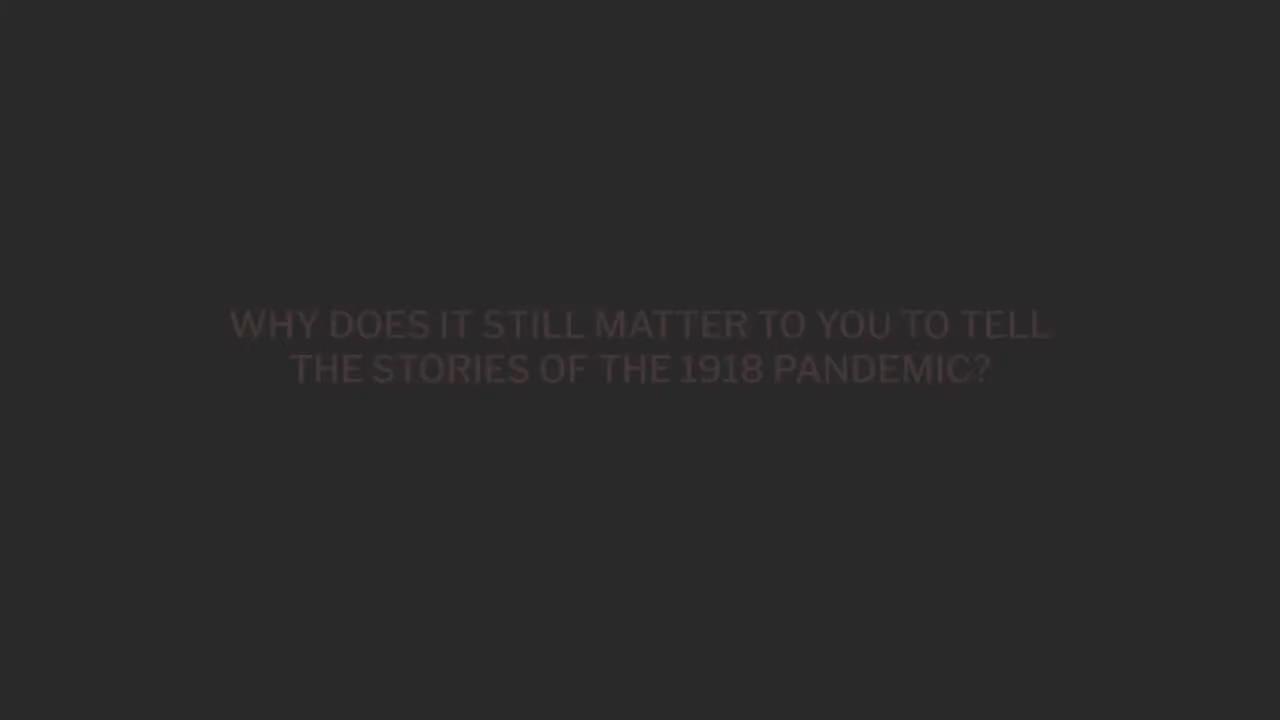 WHY DOES IT STILL MATTER TO YOU TO TELL
THE STORIES OF THE 1918 PANDEMIC?